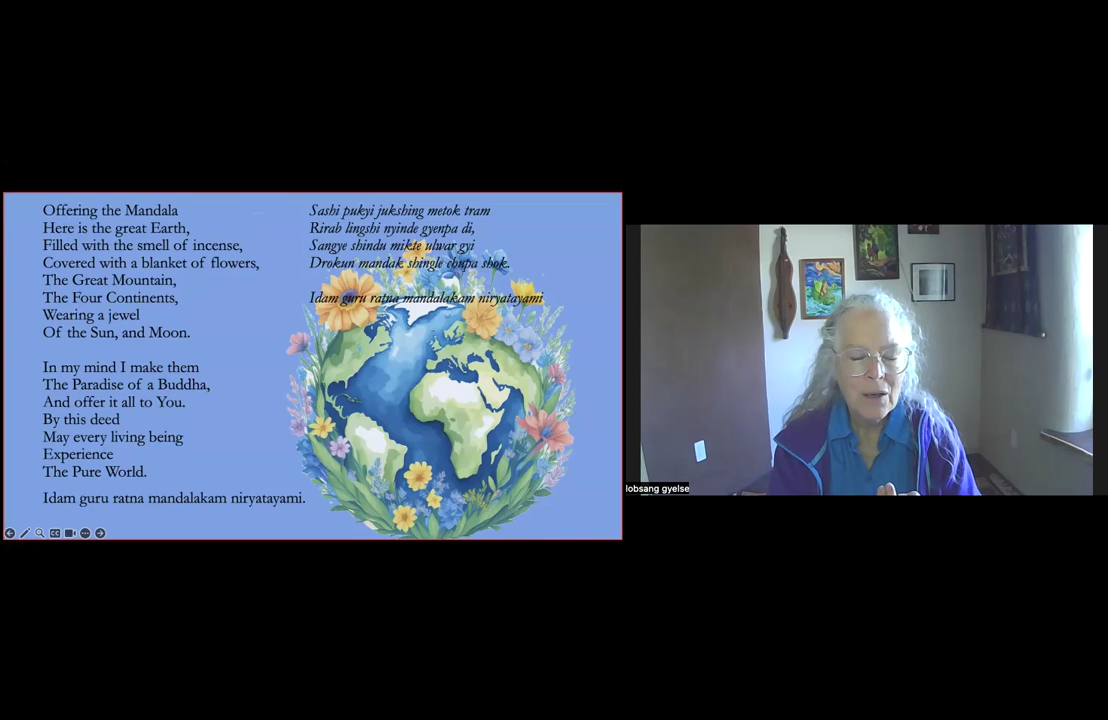 Offering the Mandala
Here is the great Earth,
Filled with the smell of incense,
Covered with a blanket of flowers,
The Great Mountain,
The Four Continents,
Wearing a jewel
Of the Sun, and Moon.
In my mind I make them
The Paradise of a Buddha,
And offer it all to You.
By this deed
May every living being
Experience
The Pure World.
Idam guru ratna mandalakam niryatayami.
Sashi pukyi jukshing metok tram
Rirab lingshi nyinde gyenpa di,
Sangye shindu mikte ulwar gyi
Drokun mandak shingle chupa shok.
Idam guru ratna mandalakam niryatayami
lobsang gyelse